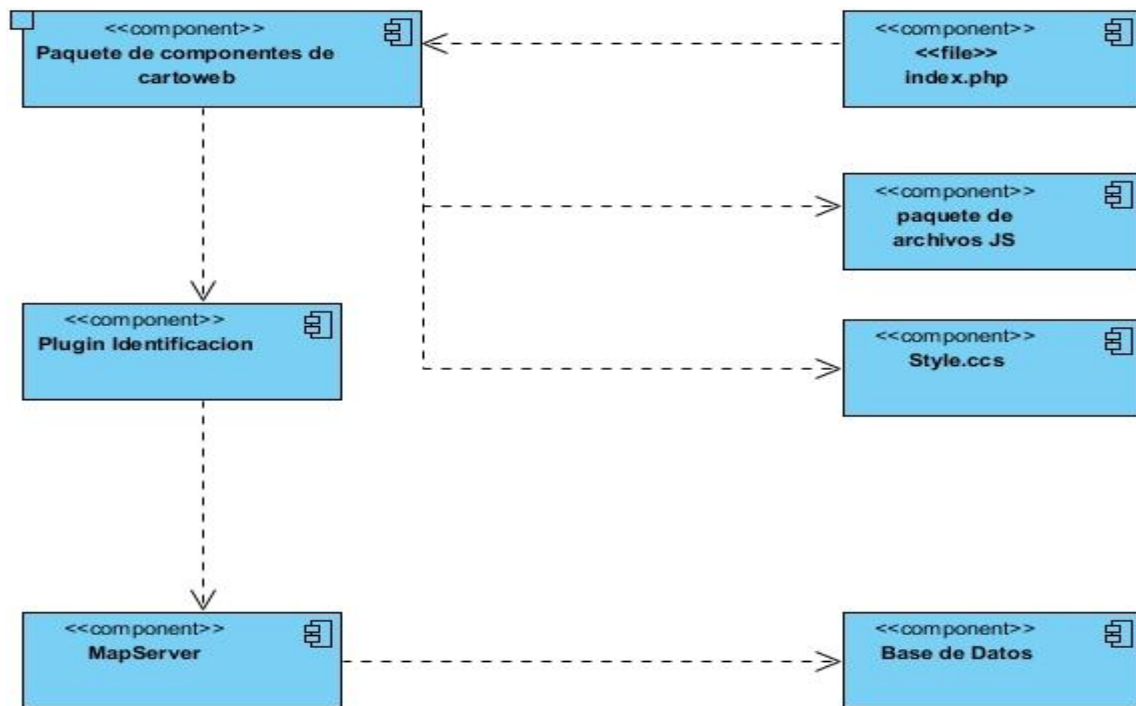 <<component>>
Paquete de componentes de
cartoweb
<<component>>
<<file>>
index.php
<<component>>
paquete de
archivos JS
<<component>>
Plugin Identificacion
<<component>>
Style.ccs
<<component>>
MapServer
<<component>>
Base de Datos